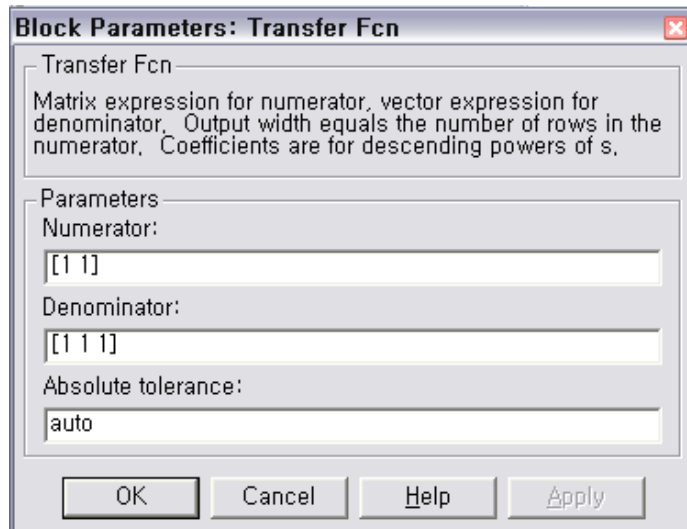 Block Parameters: Transfer Fcn
Transfer Fcn
Matrix expression for numerator, vector expression for
denominator, Output width equals the number of rows in the
numerator, Coefficients are for descending powers of s,
Parameters
Numerator:
[1 1]
Denominator:
[1 1 1]
Absolute tolerance:
auto
OK Cancel Help Apply